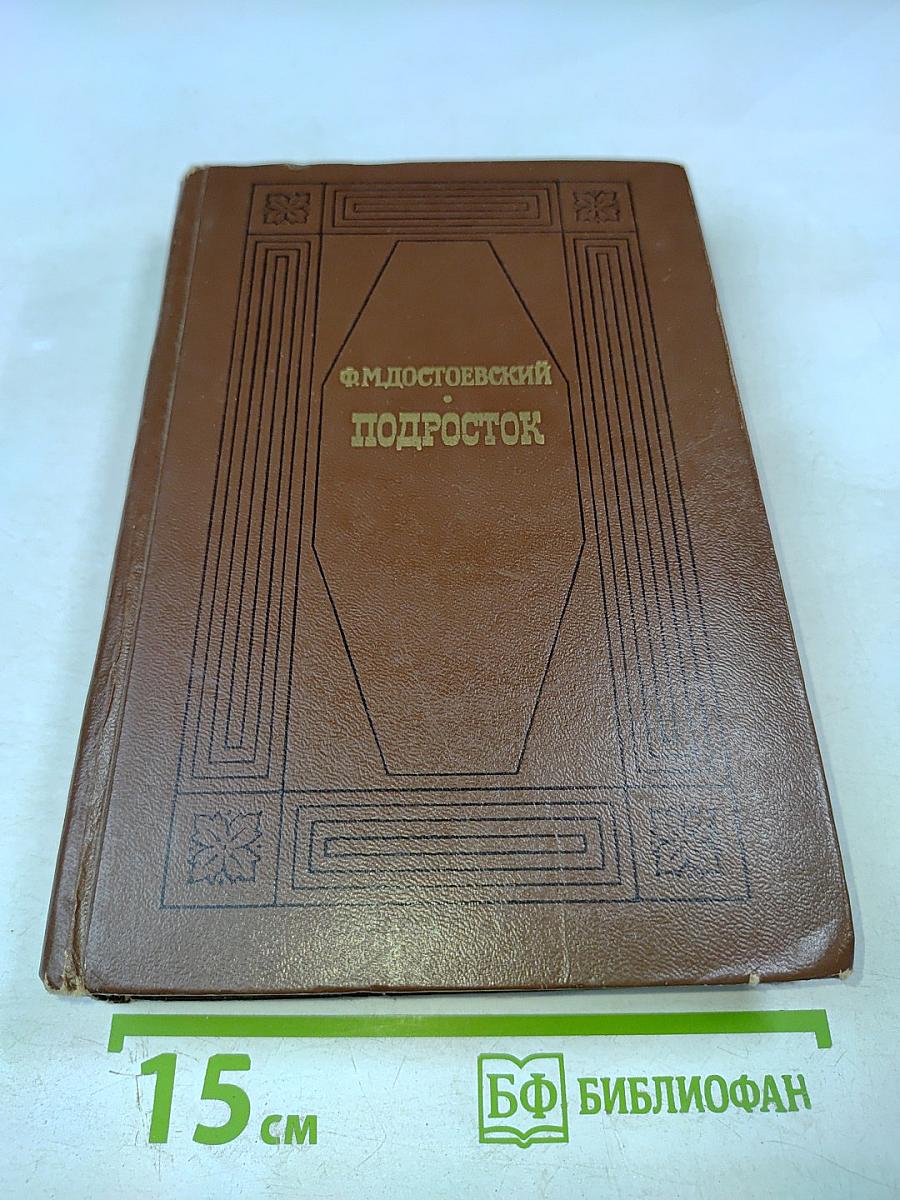 Ф.М.ДОСТОЕВСКИЙ
ПОДРОСТОК
15 см
БФ БИБЛИОФАН